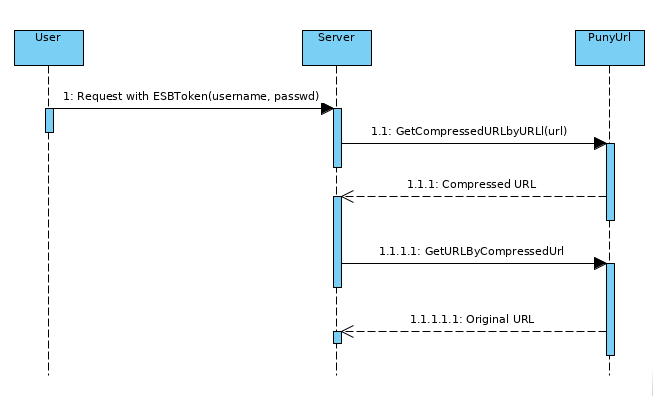 User
Server
PunyUrl
1: Request with ESBToken(username, passwd)
1.1: GetCompressedURLbyURLl(url)
1.1.1: Compressed URL
1.1.1.1: GetURLByCompressedUrl
1.1.1.1.1: Original URL